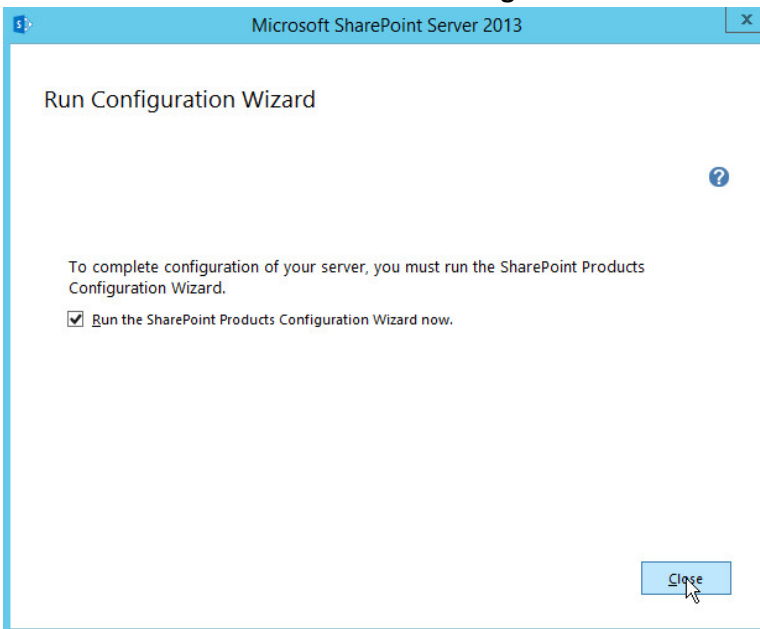 Microsoft SharePoint Server 2013
x
Run Configuration Wizard
?
To complete configuration of your server, you must run the SharePoint Products
Configuration Wizard.
Run the SharePoint Products Configuration Wizard now.
Close